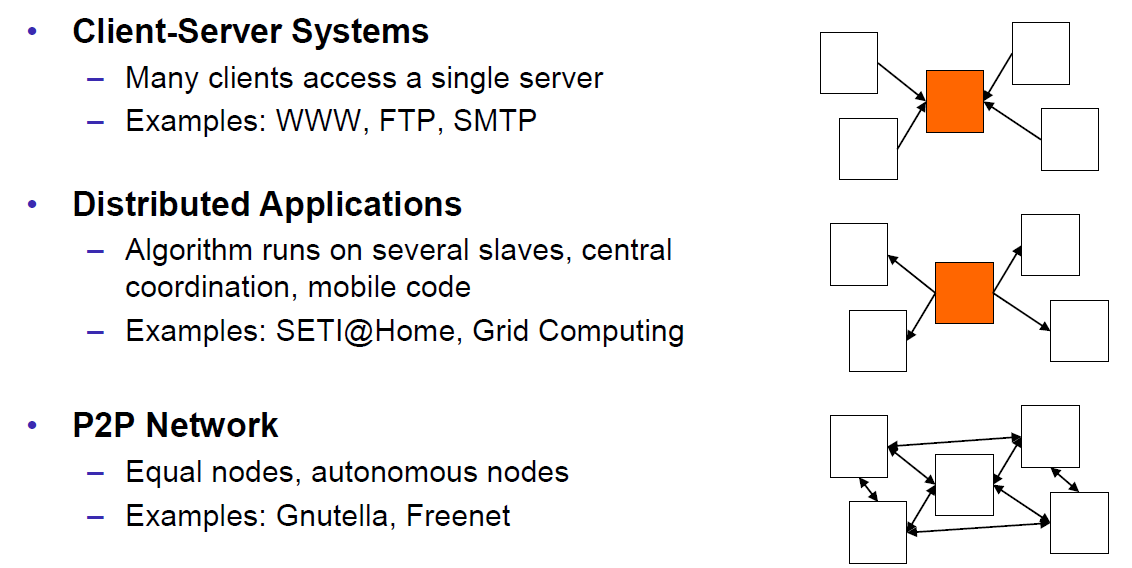 • Client-Server Systems
– Many clients access a single server
– Examples: WWW, FTP, SMTP
• Distributed Applications
– Algorithm runs on several slaves, central
coordination, mobile code
– Examples: SETI@Home, Grid Computing
• P2P Network
– Equal nodes, autonomous nodes
– Examples: Gnutella, Freenet